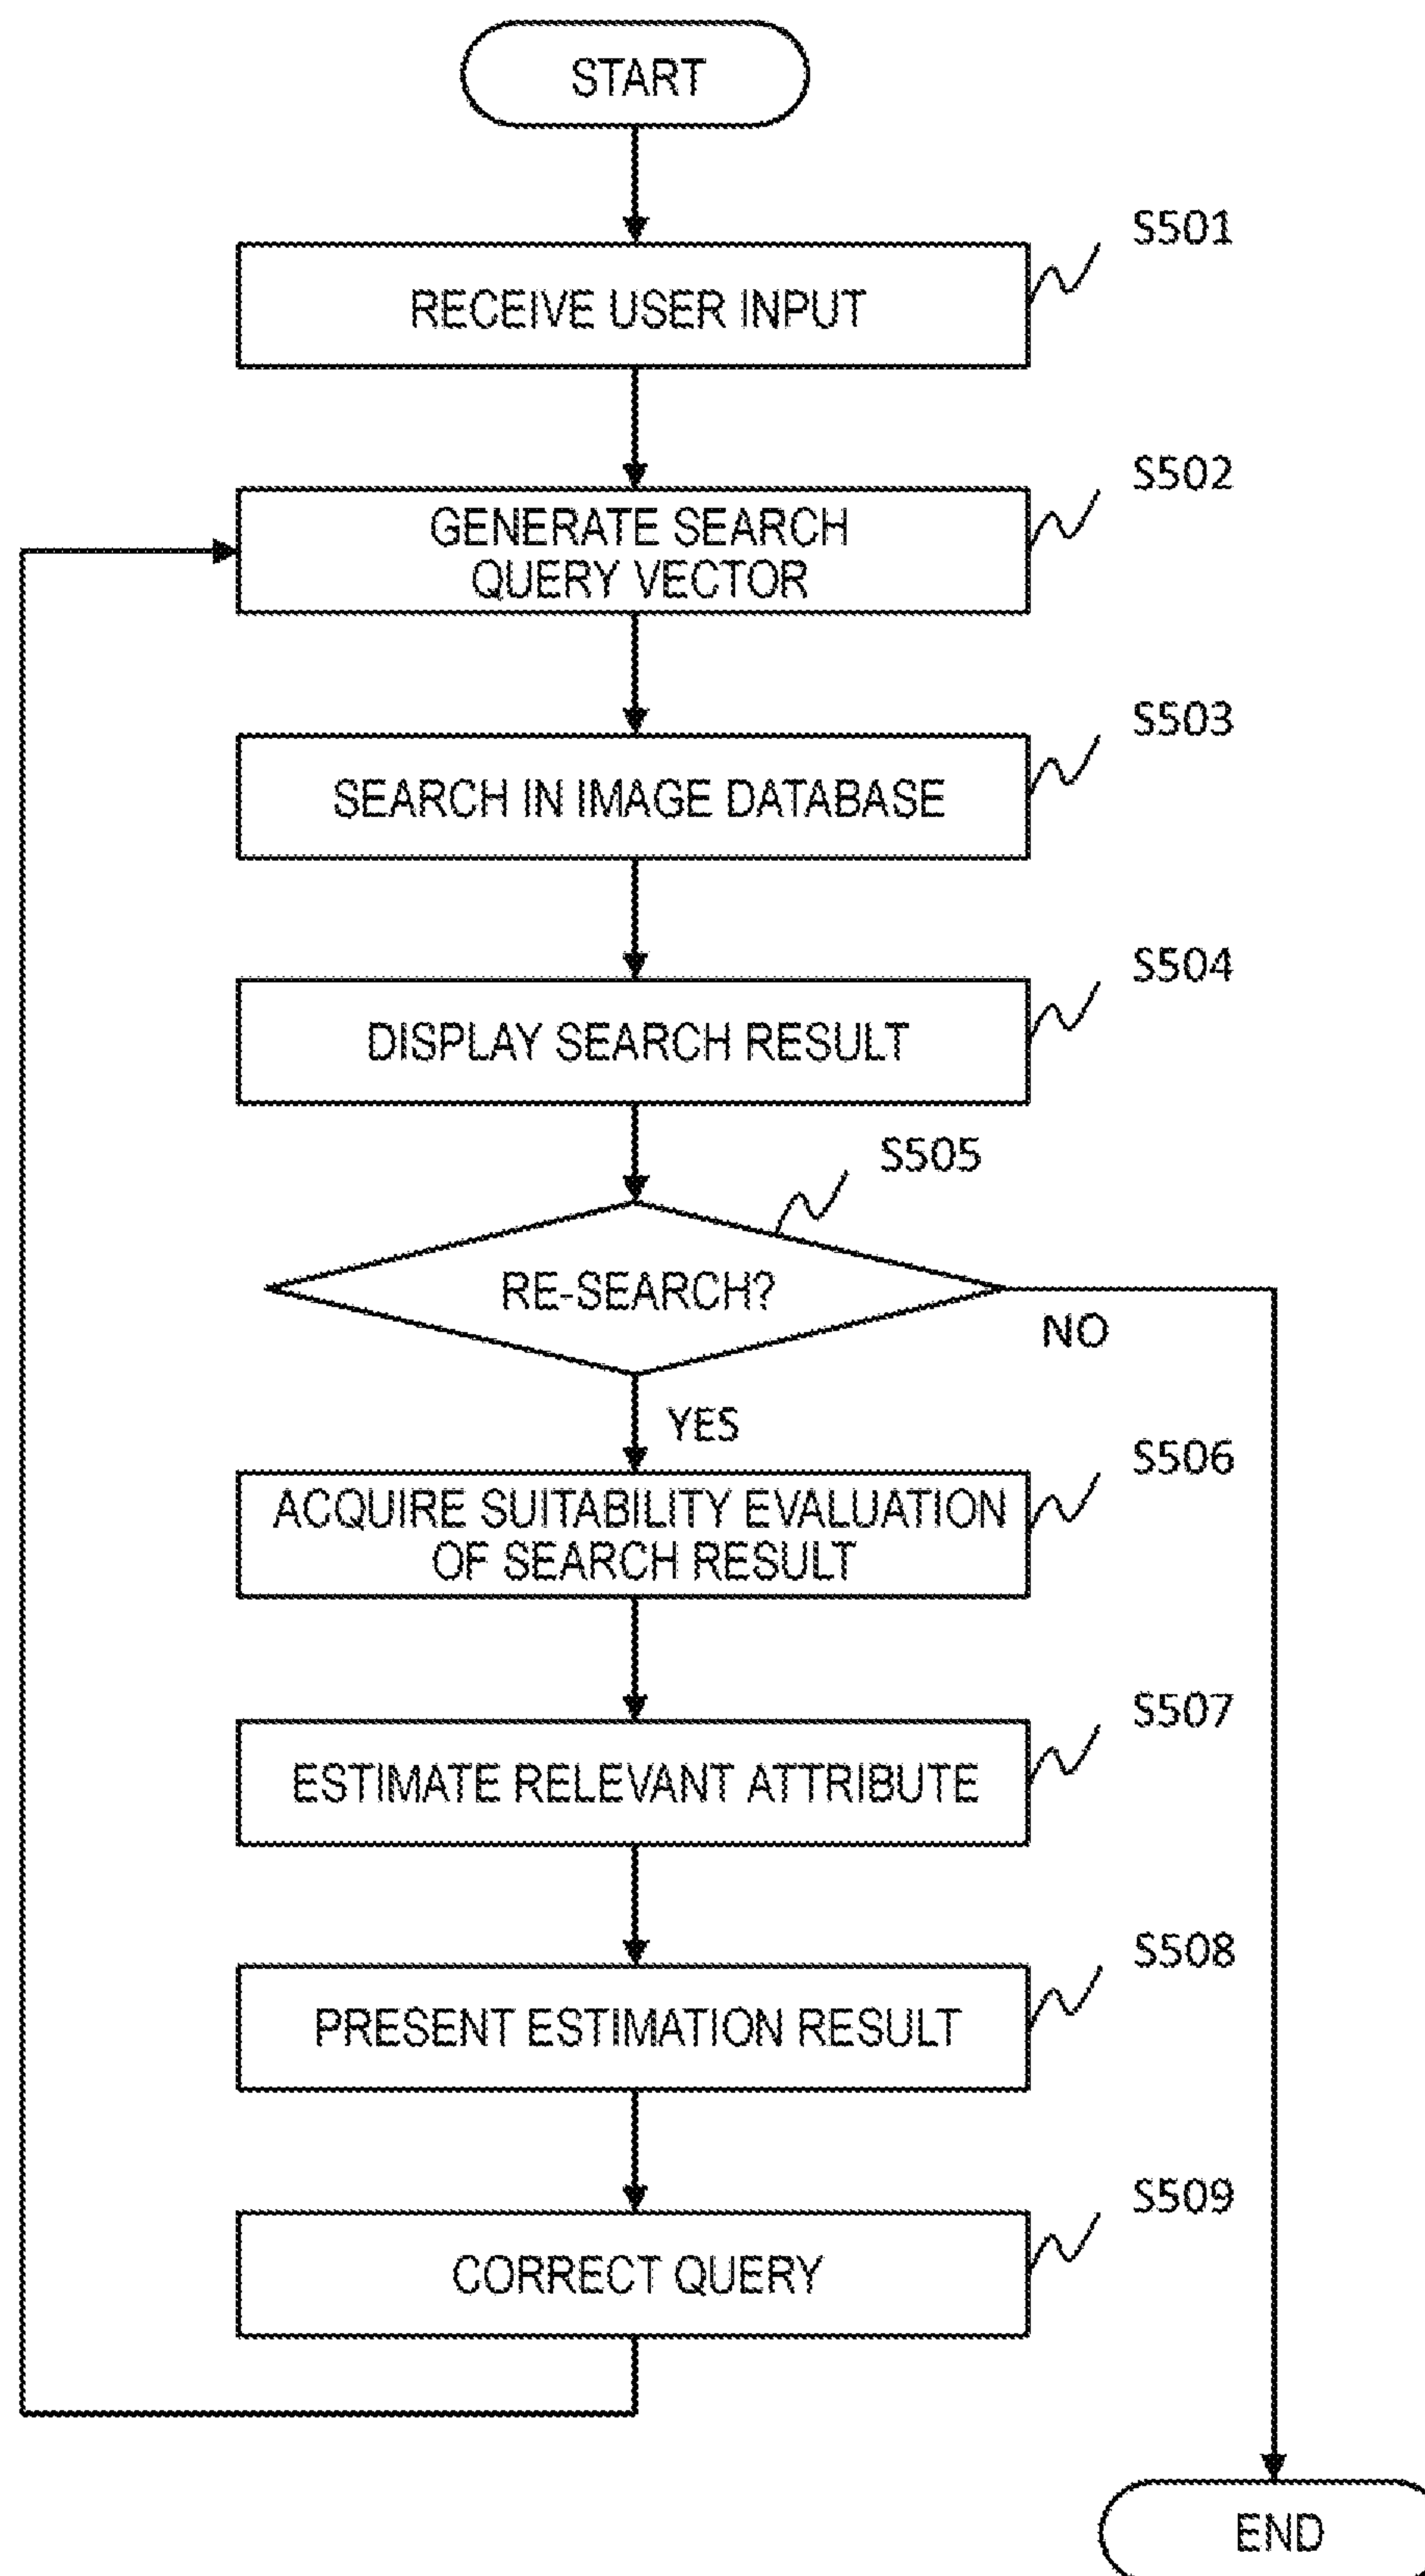 START
S501
RECEIVE USER INPUT
S502
GENERATE SEARCH
QUERY VECTOR
S503
SEARCH IN IMAGE DATABASE
S504
DISPLAY SEARCH RESULT
S505
RE-SEARCH?
NO
YES
S506
ACQUIRE SUITABILITY EVALUATION
OF SEARCH RESULT
S507
ESTIMATE RELEVANT ATTRIBUTE
S508
PRESENT ESTIMATION RESULT
S509
CORRECT QUERY
END